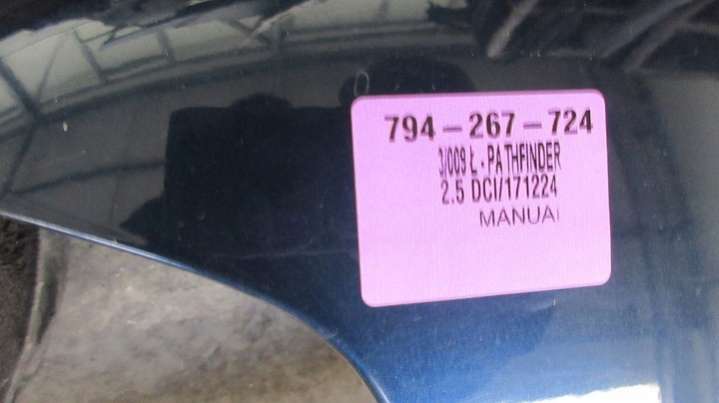 794-267-724
3/009 Ł-PATHFINDER
2.5 DCI/171224
MANUAL